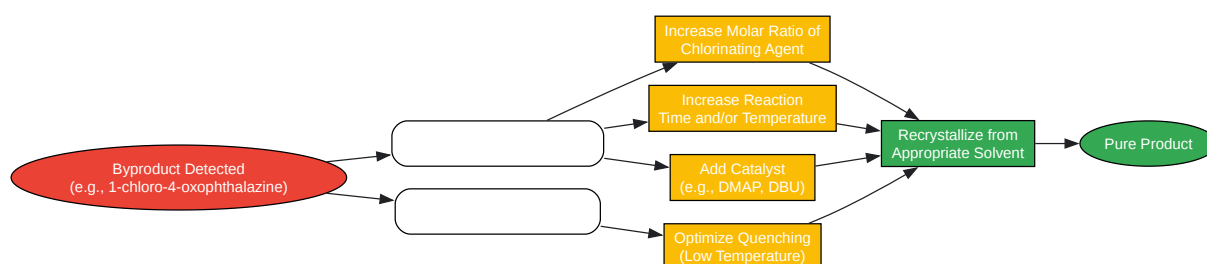 Byproduct Detected
(e.g., 1-chloro-4-oxophthalazine)
Increase Molar Ratio of
Chlorinating Agent
Increase Reaction
Time and/or Temperature
Add Catalyst
(e.g., DMAP, DBU)
Optimize Quenching
(Low Temperature)
Recrystallize from
Appropriate Solvent
Pure Product